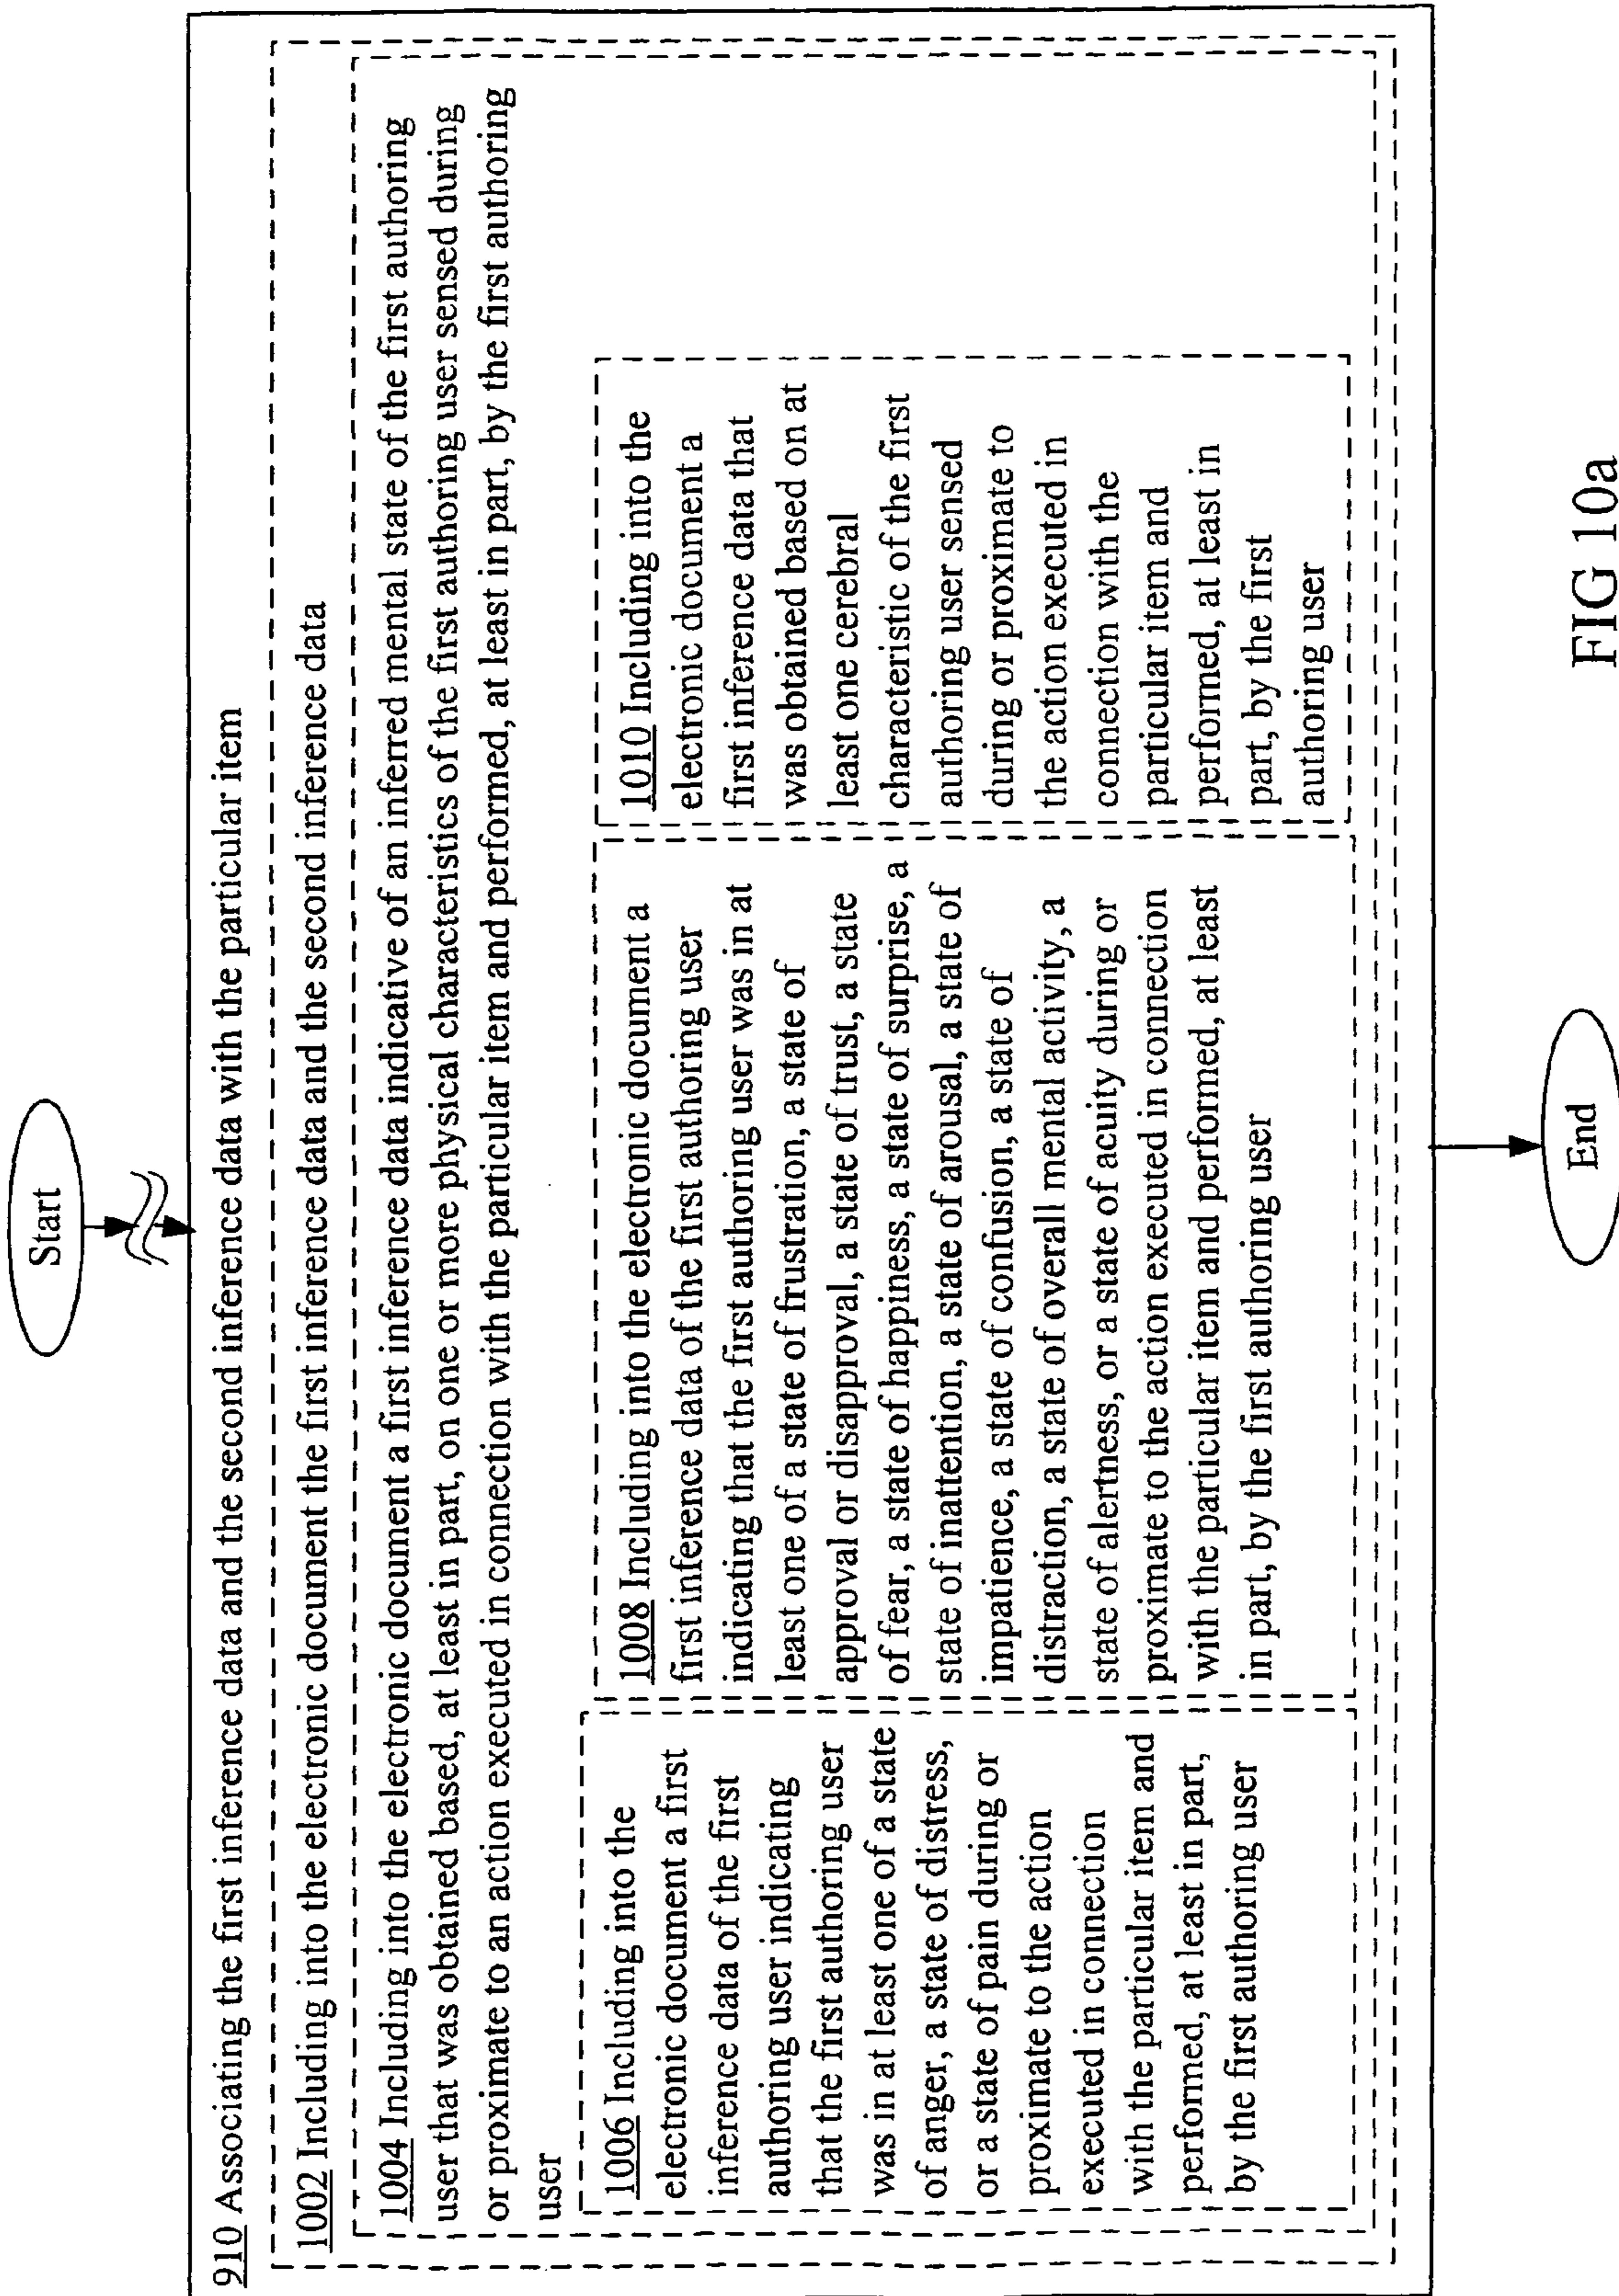 Start
910 Associating the first inference data and the second inference data with the particular item
1002 Including into the electronic document the first inference data and the second inference data
1004 Including into the electronic document a first inference data indicative of an inferred mental state of the first authoring
user that was obtained based, at least in part, on one or more physical characteristics of the first authoring user sensed during
or proximate to an action executed in connection with the particular item and performed, at least in part, by the first authoring
user
1006 Including into the
electronic document a first
inference data of the first
authoring user indicating
that the first authoring user
was in at least one of a state
of anger, a state of distress,
or a state of pain during or
proximate to the action
executed in connection
with the particular item and
performed, at least in part,
by the first authoring user
1008 Including into the electronic document a
first inference data of the first authoring user
indicating that the first authoring user was in at
least one of a state of frustration, a state of
approval or disapproval, a state of trust, a state
of fear, a state of happiness, a state of surprise, a
state of inattention, a state of arousal, a state of
impatience, a state of confusion, a state of
distraction, a state of overall mental activity, a
state of alertness, or a state of acuity during or
proximate to the action executed in connection
with the particular item and performed, at least
in part, by the first authoring user
1010 Including into the
electronic document a
first inference data that
was obtained based on at
least one cerebral
characteristic of the first
authoring user sensed
during or proximate to
the action executed in
connection with the
particular item and
performed, at least in
part, by the first
authoring user
End
FIG 10a